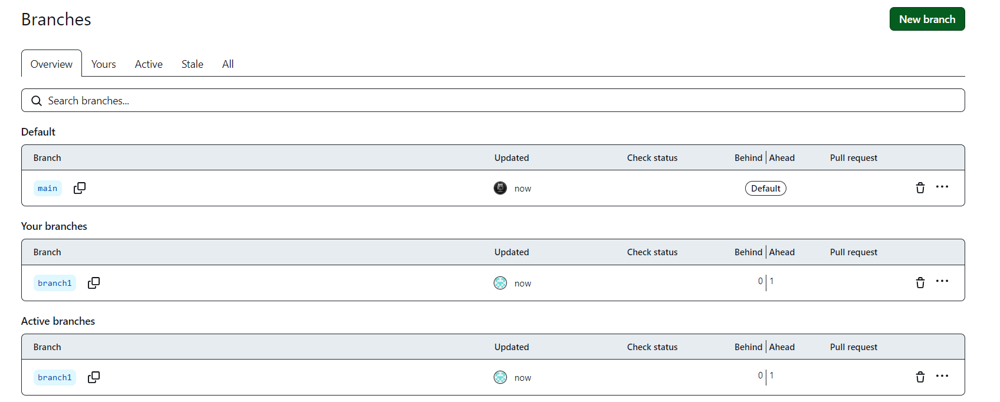 Branches
New branch
Overview Yours Active Stale All
Search branches...
Default
Branch Updated Check status Behind Ahead Pull request
main now Default
Your branches
Branch Updated Check status Behind Ahead Pull request
branch1 now 0 1
Active branches
Branch Updated Check status Behind Ahead Pull request
branch1 now 0 1